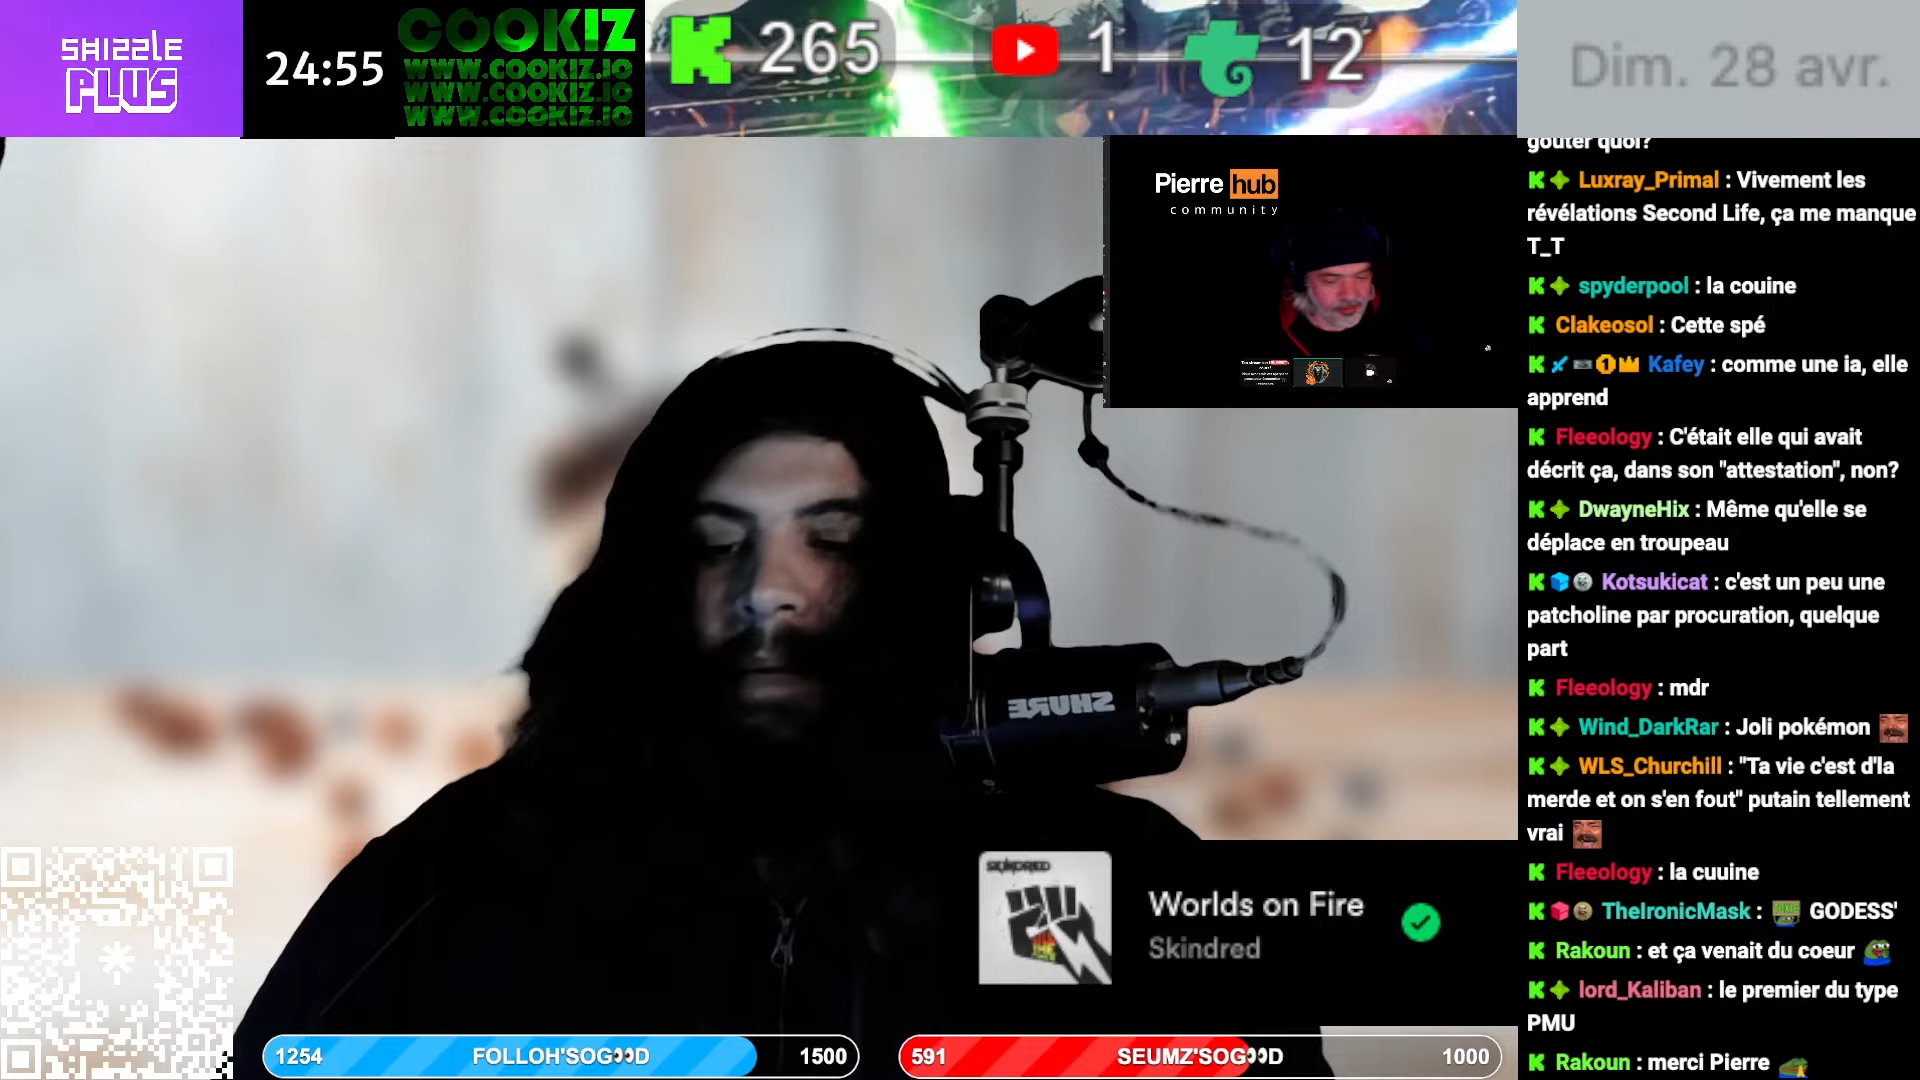 SHIZZLE
PLUS
24:55
COOKIZ
WWW.COOKIZ.IO
WWW.COOKIZ.IO
WWW.COOKIZ.IO
265
1
12
Dim. 28 avr.
Pierre hub
community
SHURE
SKINDRED
Worlds on Fire
Skindred
1254 FOLLOH'SOG👀D 1500
591 SEUMZ'SOG👀D 1000
goûter quoi?
Luxray_Primal : Vivement les
révélations Second Life, ça me manque
T_T
spyderpool : la couine
Clakeosol : Cette spé
Kafey : comme une ia, elle
apprend
Fleeology : C'était elle qui avait
décrit ça, dans son "attestation", non?
DwayneHix : Même qu'elle se
déplace en troupeau
Kotsukicat : c'est un peu une
patcholine par procuration, quelque
part
Fleeology : mdr
Wind_DarkRar : Joli pokémon
WLS_Churchill : "Ta vie c'est d'la
merde et on s'en fout" putain tellement
vrai
Fleeology : la cuuine
TheIronicMask : GODESS'
Rakoun : et ça venait du coeur
lord_Kaliban : le premier du type
PMU
Rakoun : merci Pierre